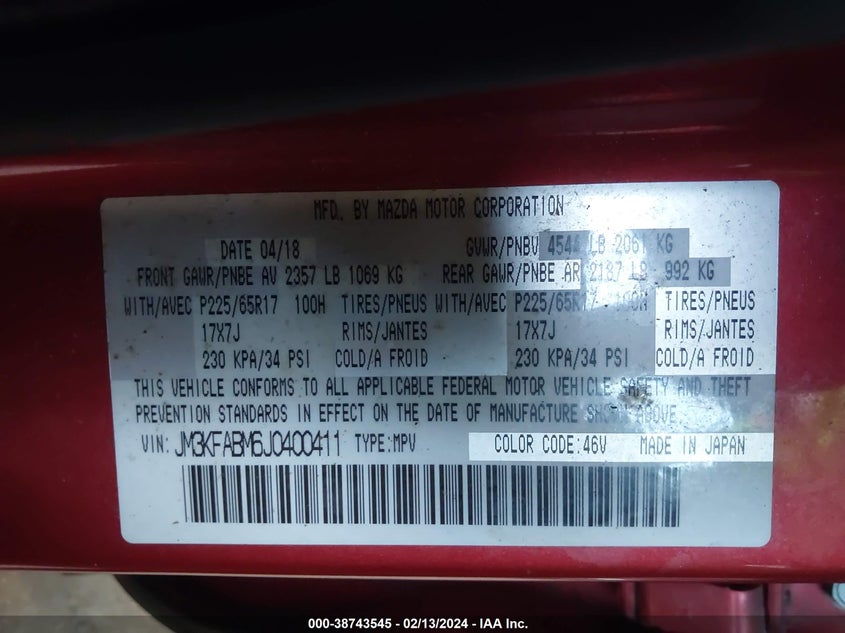 MFD. BY MAZDA MOTOR CORPORATION
DATE 04/18 GVWR/PNBV 4544 LB 2061 KG
FRONT GAWR/PNBE AV 2357 LB 1069 KG REAR GAWR/PNBE AR 2187 LB 992 KG
WITH/AVEC P225/65R17 100H TIRES/PNEUS WITH/AVEC P225/65R17 100H TIRES/PNEUS
17X7J RIMS/JANTES 17X7J RIMS/JANTES
230 KPA/34 PSI COLD/A FROID 230 KPA/34 PSI COLD/A FROID
THIS VEHICLE CONFORMS TO ALL APPLICABLE FEDERAL MOTOR VEHICLE SAFETY AND THEFT
PREVENTION STANDARDS IN EFFECT ON THE DATE OF MANUFACTURE SHOWN ABOVE
VIN: JM3KFABM6J0400411 TYPE:MPV COLOR CODE:46V MADE IN JAPAN
000-38743545 - 02/13/2024 - IAA Inc.